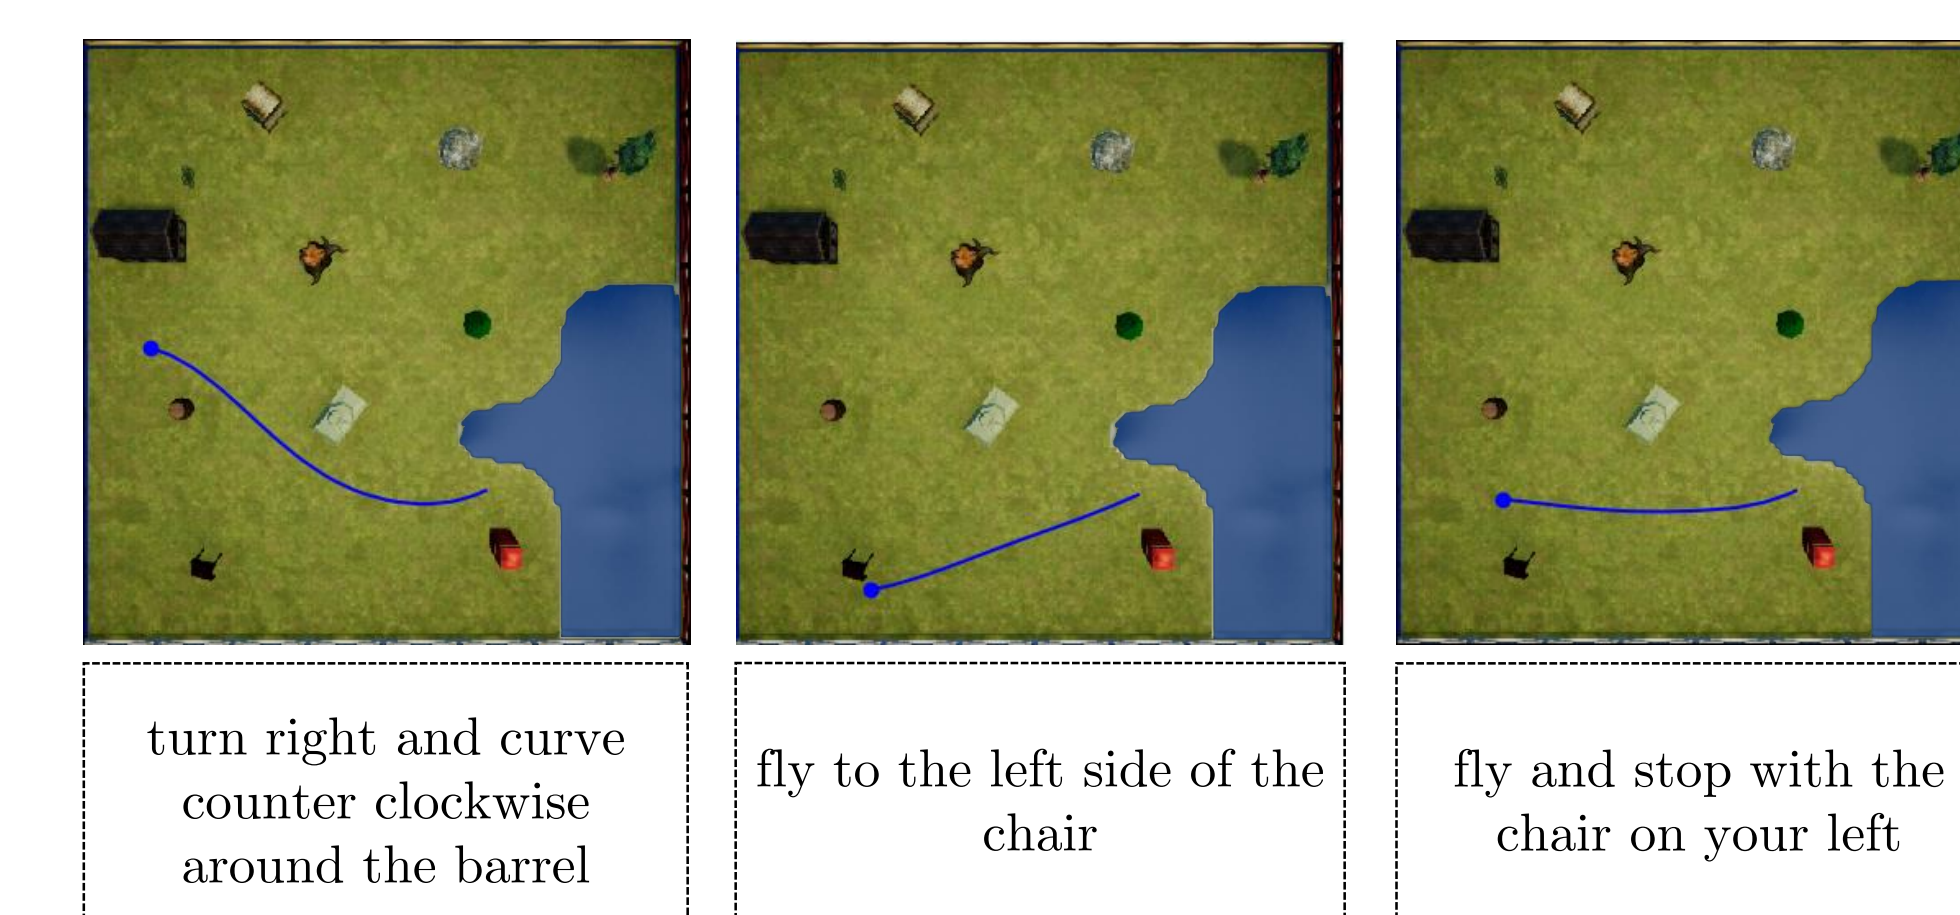 turn right and curve
counter clockwise
around the barrel
fly to the left side of the
chair
fly and stop with the
chair on your left